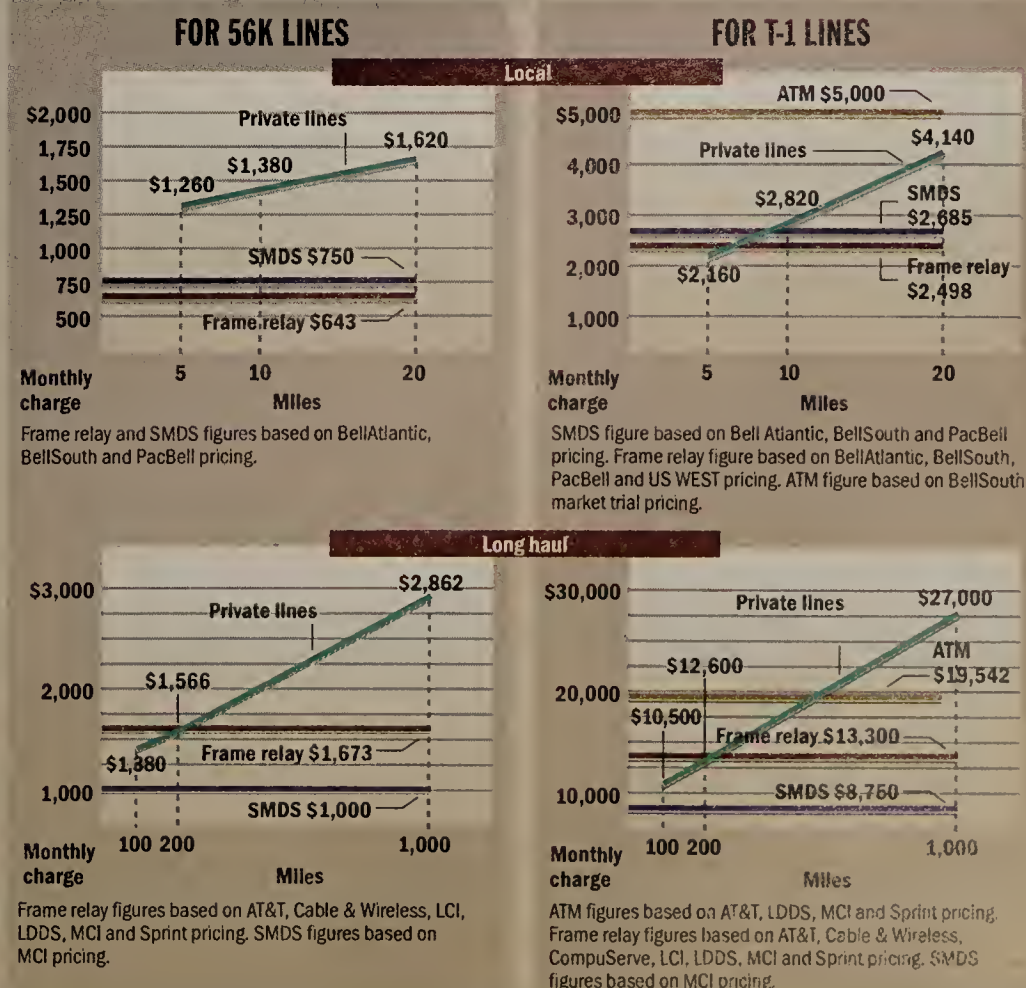 FOR 56K LINES
FOR T-1 LINES
Local
$2,000
1,750
1,500
1,250
1,000
750
500
Private lines
$1,260
$1,380
$1,620
SMDS $750
Frame relay $643
5
10
20
Monthly
charge
Miles
Frame relay and SMDS figures based on BellAtlantic,
BellSouth and PacBell pricing.
$5,000
4,000
3,000
2,000
1,000
ATM $5,000
Private lines
$4,140
$2,820
SMDS
$2,685
$2,160
Frame relay
$2,498
5
10
20
Monthly
charge
Miles
SMDS figure based on Bell Atlantic, BellSouth and PacBell
pricing. Frame relay figure based on BellAtlantic, BellSouth,
PacBell and US WEST pricing. ATM figure based on BellSouth
market trial pricing.
Long haul
$3,000
2,000
1,000
Private lines
$2,862
$1,566
$1,380
Frame relay $1,673
SMDS $1,000
100 200
1,000
Monthly
charge
Miles
Frame relay figures based on AT&T, Cable & Wireless, LCI,
LDDS, MCI and Sprint pricing. SMDS figures based on
MCI pricing.
$30,000
20,000
10,000
Private lines
$27,000
$12,600
ATM
$19,542
$10,500
Frame relay $13,300
SMDS $8,750
100 200
1,000
Monthly
charge
Miles
ATM figures based on AT&T, LDDS, MCI and Sprint pricing.
Frame relay figures based on AT&T, Cable & Wireless,
CompuServe, LCI, LDDS, MCI and Sprint pricing. SMDS
figures based on MCI pricing.